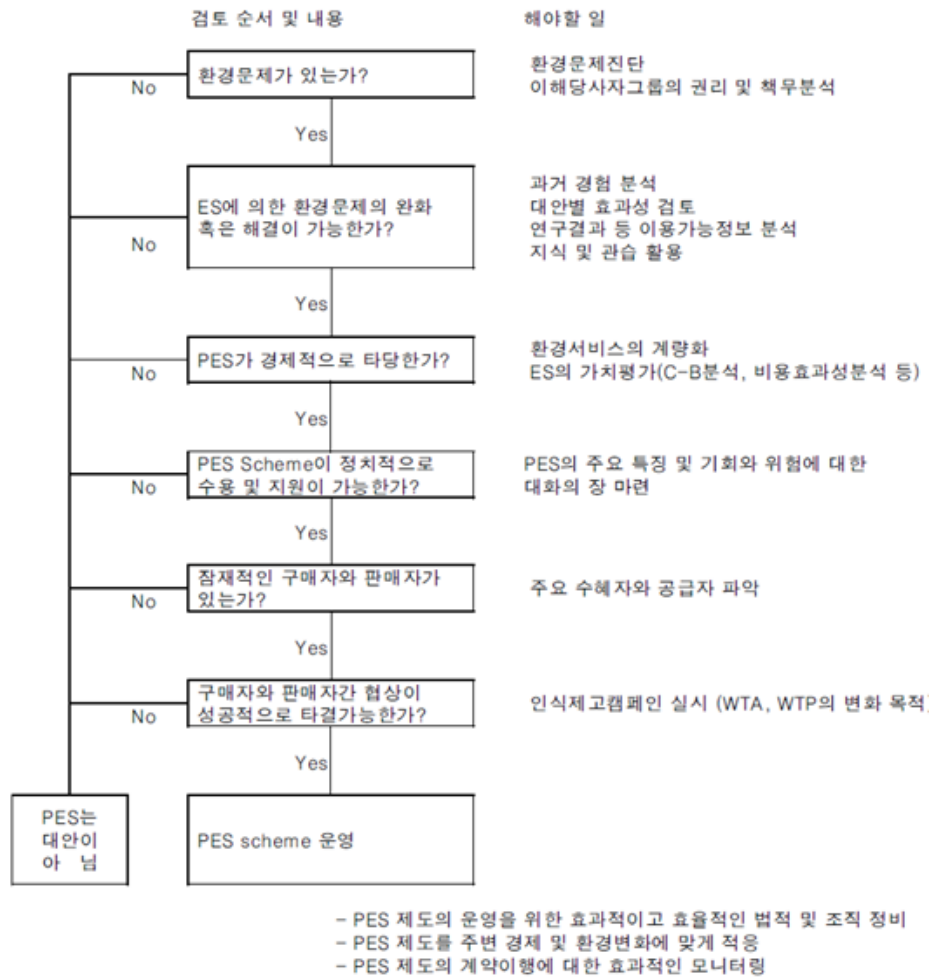 검토 순서 및 내용 해야할 일
환경문제가 있는가? 환경문제진단
No 이해당사자그룹의 권리 및 책무분석
Yes
ES에 의한 환경문제의 완화
혹은 해결이 가능한가?
No
과거 경험 분석
대안별 효과성 검토
연구결과 등 이용가능정보 분석
지식 및 관습 활용
Yes
PES가 경제적으로 타당한가?
No
환경서비스의 계량화
ES의 가치평가(C-B분석, 비용효과성분석 등)
Yes
PES Scheme이 정치적으로
수용 및 지원이 가능한가?
No
PES의 주요 특징 및 기회와 위험에 대한
대화의 장 마련
Yes
잠재적인 구매자와 판매자가
있는가?
No
주요 수혜자와 공급자 파악
Yes
구매자와 판매자간 협상이
성공적으로 타결가능한가?
No
인식제고캠페인 실시 (WTA, WTP의 변화 목적)
Yes
PES는
대안이
아 님
PES scheme 운영
- PES 제도의 운영을 위한 효과적이고 효율적인 법적 및 조직 정비
- PES 제도를 주변 경제 및 환경변화에 맞게 적응
- PES 제도의 계약이행에 대한 효과적인 모니터링